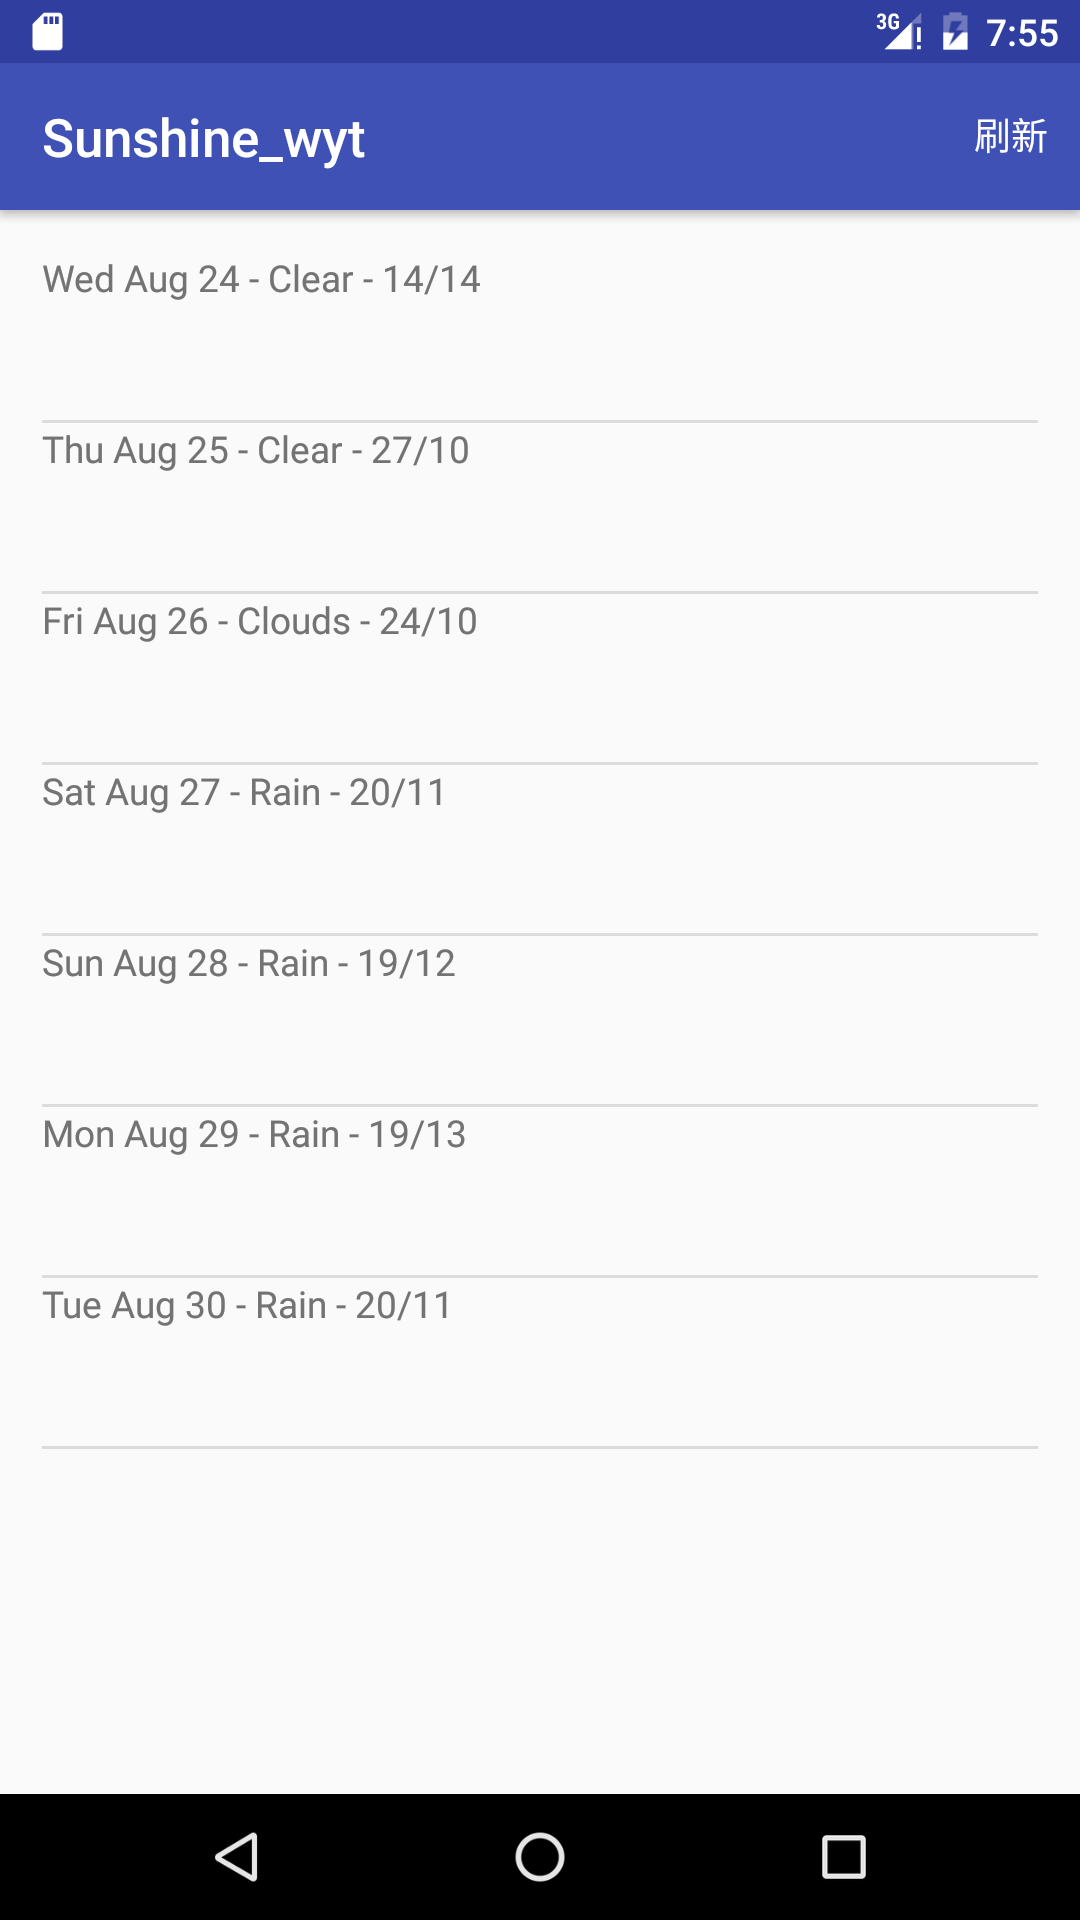 3G 7:55
Sunshine_wyt 刷新
Wed Aug 24 - Clear - 14/14
Thu Aug 25 - Clear - 27/10
Fri Aug 26 - Clouds - 24/10
Sat Aug 27 - Rain - 20/11
Sun Aug 28 - Rain - 19/12
Mon Aug 29 - Rain - 19/13
Tue Aug 30 - Rain - 20/11